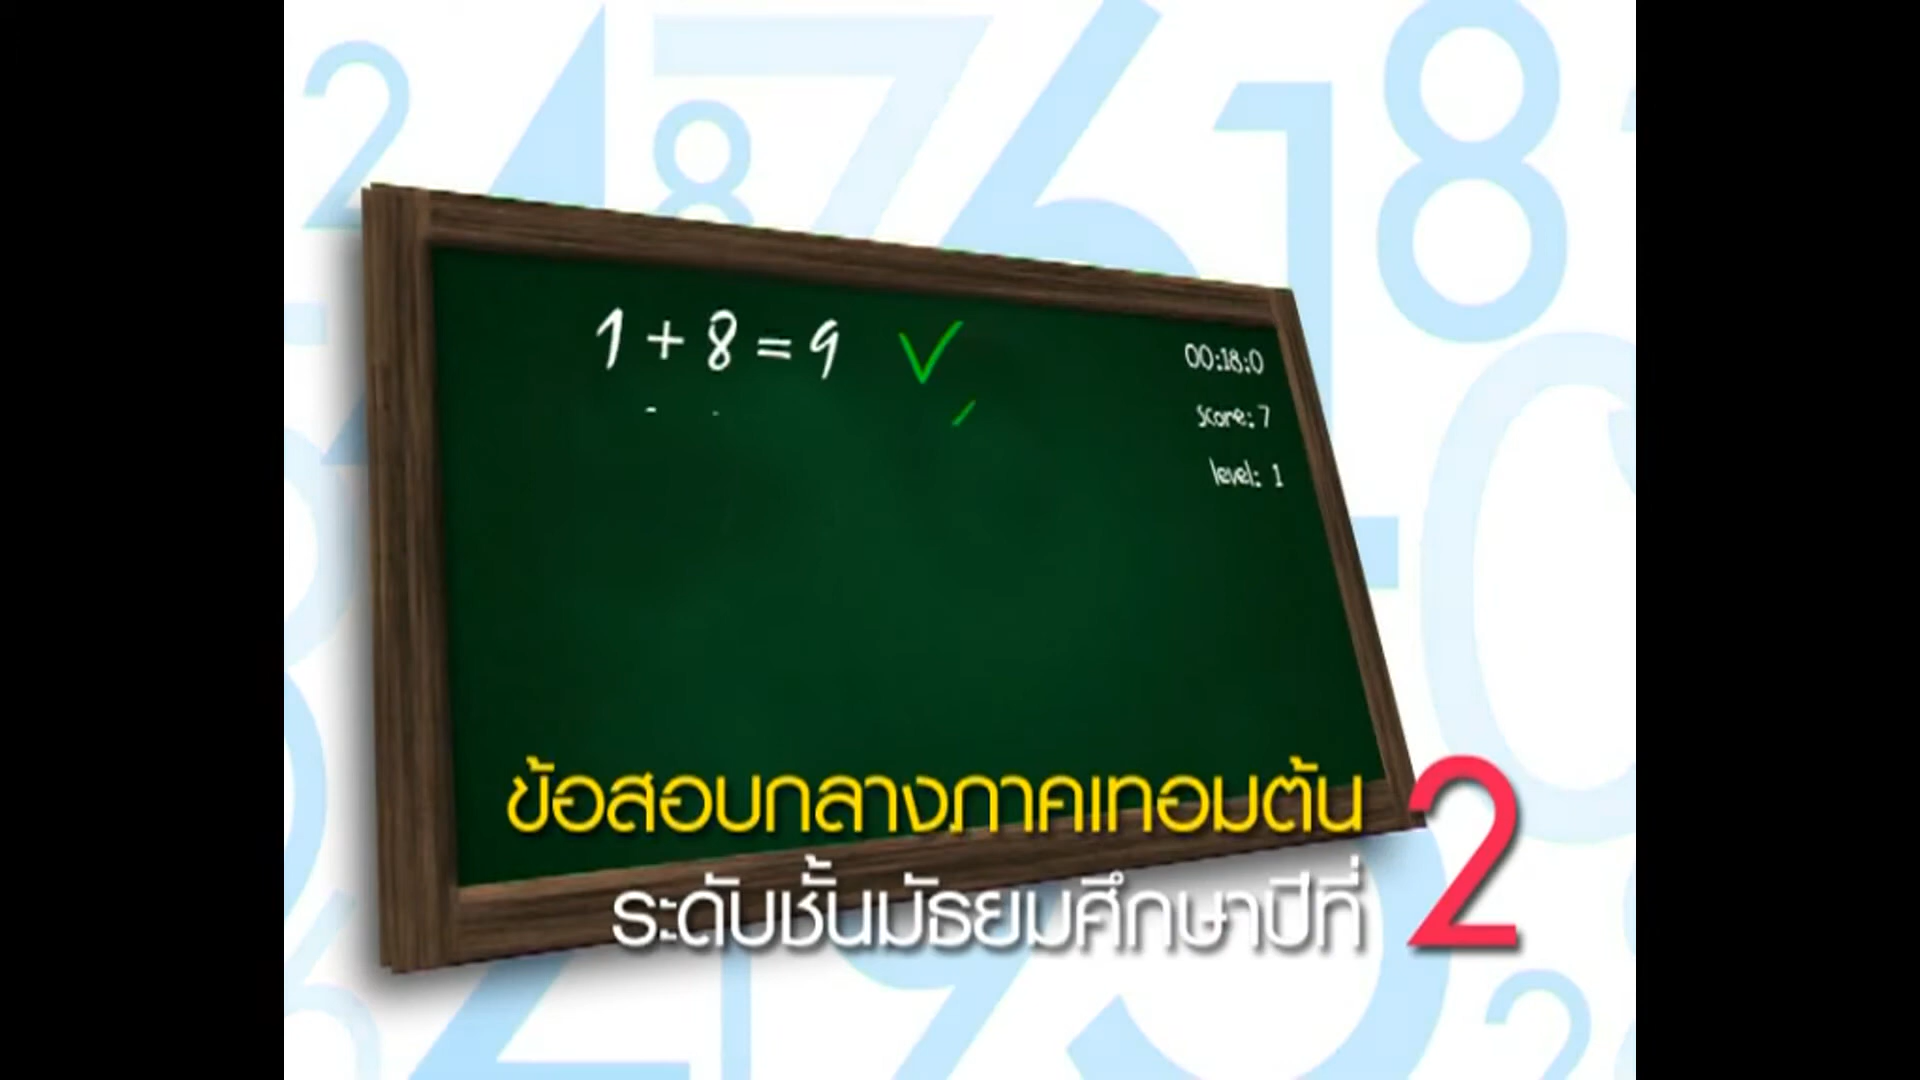 1 + 8 = 9
00:18:0
Score: 7
level: 1
ข้อสอบกลางภาคเทอมต้น
ระดับชั้นมัธยมศึกษาปีที่ 2